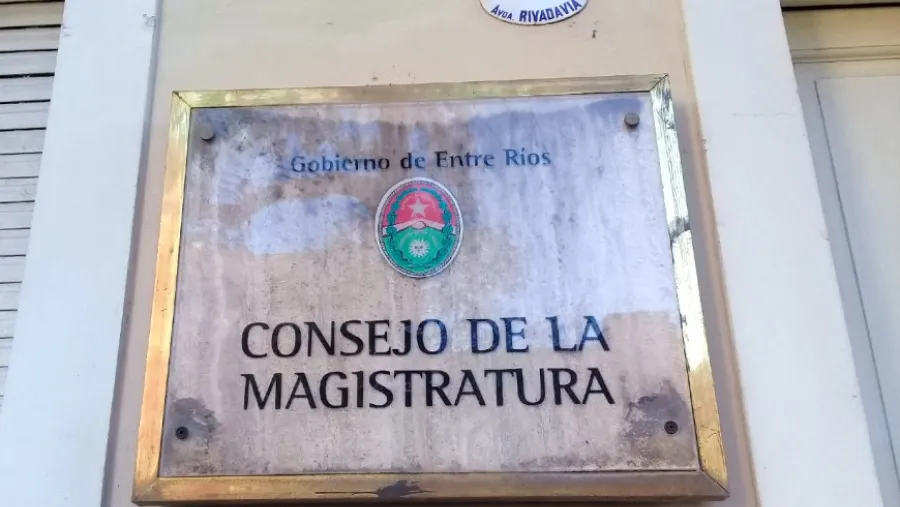 AVDA. RIVADAVIA
Gobierno de Entre Ríos
CONSEJO DE LA
MAGISTRATURA